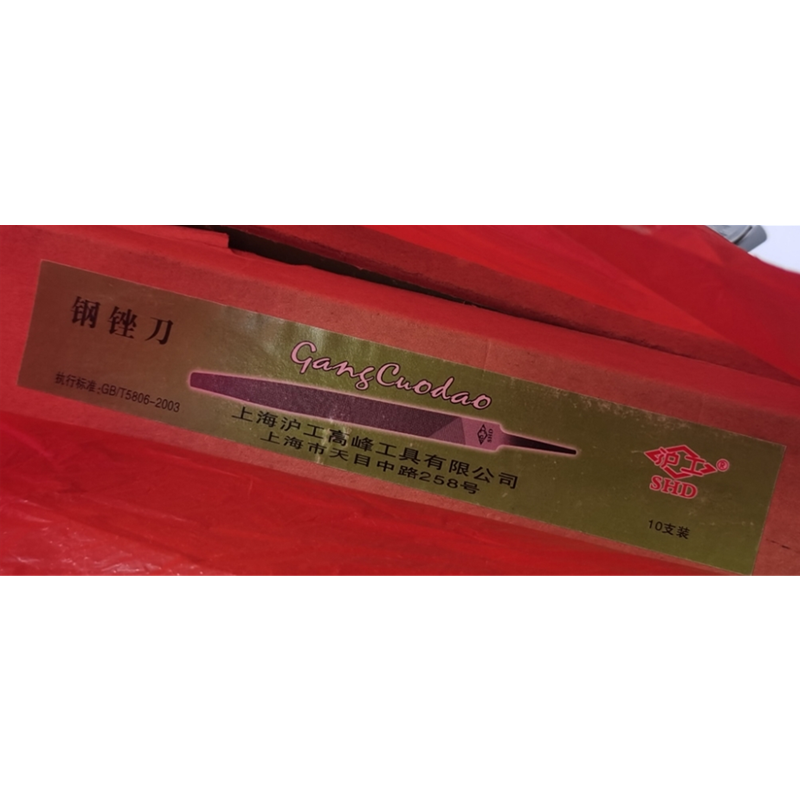 钢锉刀
执行标准:GB/T5806-2003
GangCuodao
上海沪工高峰工具有限公司
上海市天目中路258号
沪工®
SHD
10支装